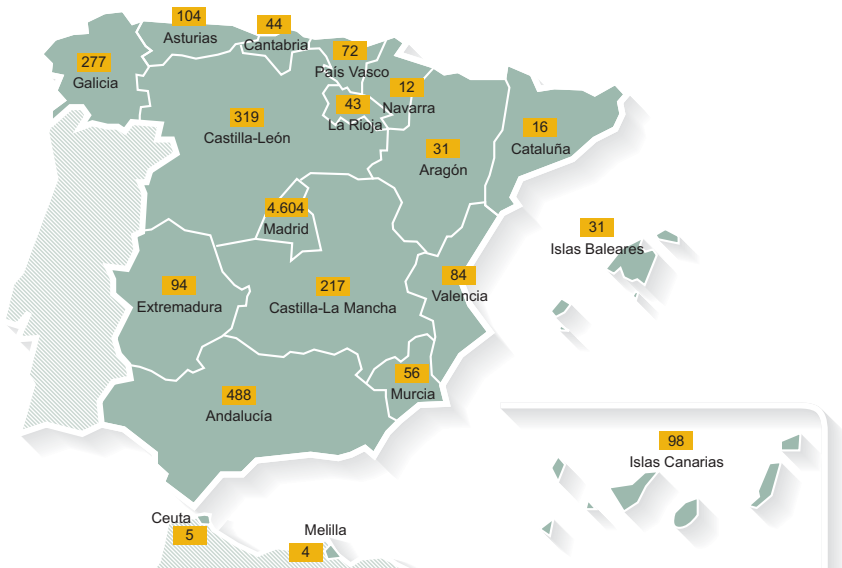 104
Asturias
44
Cantabria
277
Galicia
72
País Vasco
12
Navarra
43
La Rioja
319
Castilla-León
16
Cataluña
31
Aragón
4.604
Madrid
31
Islas Baleares
94
Extremadura
217
Castilla-La Mancha
84
Valencia
56
Murcia
488
Andalucía
98
Islas Canarias
Ceuta
5
Melilla
4